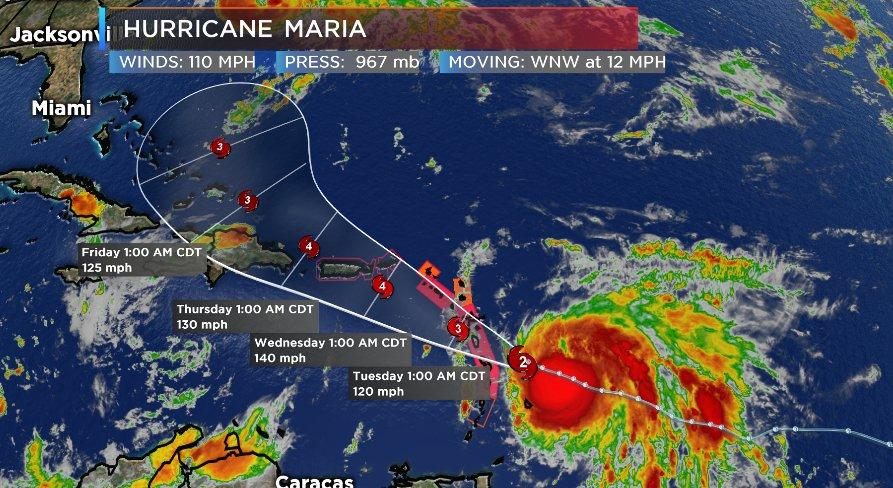 Jacksonvi
HURRICANE MARIA
WINDS: 110 MPH
PRESS: 967 mb
MOVING: WNW at 12 MPH
Miami
3
3
4
4
3
2
Friday 1:00 AM CDT
125 mph
Thursday 1:00 AM CDT
130 mph
Wednesday 1:00 AM CDT
140 mph
Tuesday 1:00 AM CDT
120 mph
Caracas